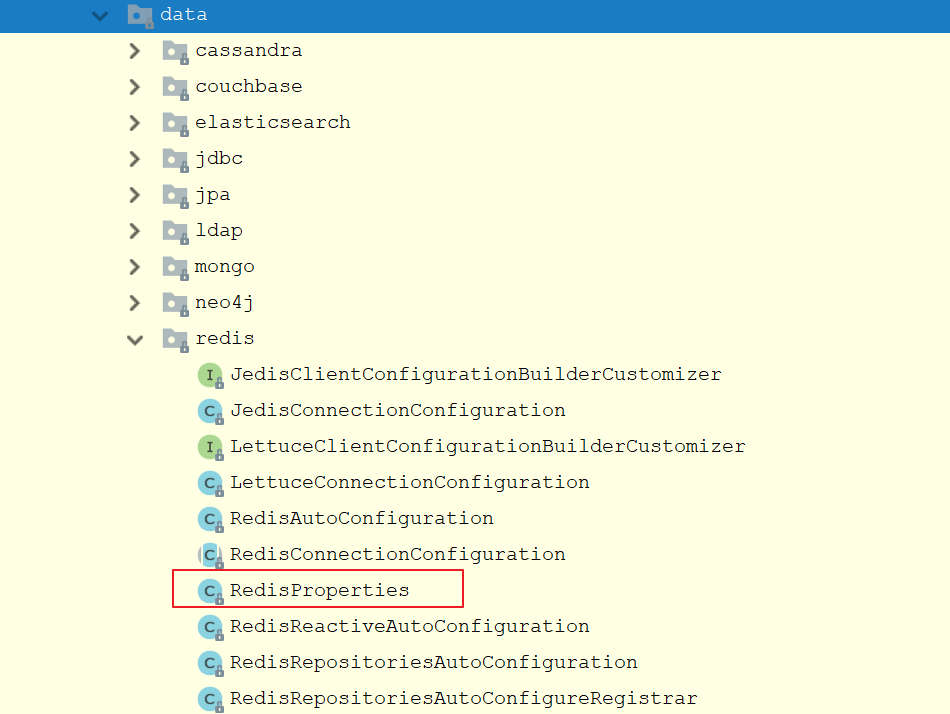 data
cassandra
couchbase
elasticsearch
jdbc
jpa
ldap
mongo
neo4j
redis
I JedisClientConfigurationBuilderCustomizer
C JedisConnectionConfiguration
I LettuceClientConfigurationBuilderCustomizer
C LettuceConnectionConfiguration
C RedisAutoConfiguration
C RedisConnectionConfiguration
C RedisProperties
C RedisReactiveAutoConfiguration
C RedisRepositoriesAutoConfiguration
C RedisRepositoriesAutoConfigureRegistrar